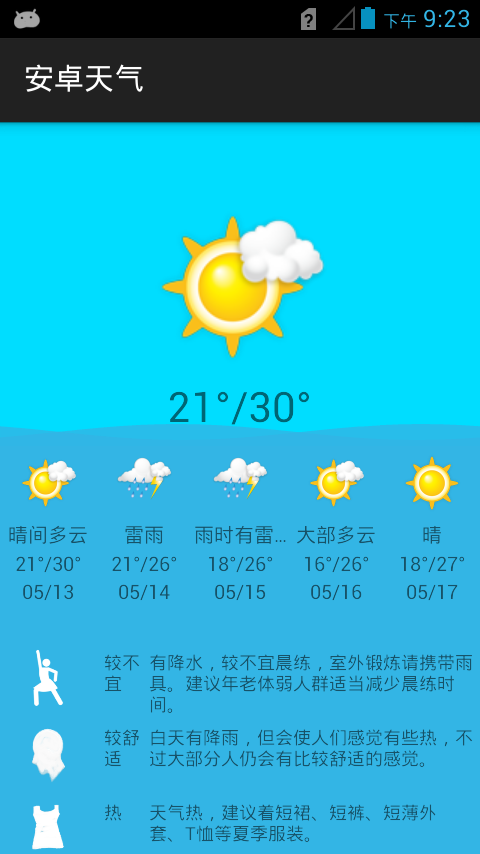 下午 9:23
安卓天气
21°/30°
晴间多云 雷雨 雨时有雷... 大部多云 晴
21°/30° 21°/26° 18°/26° 16°/26° 18°/27°
05/13 05/14 05/15 05/16 05/17
较不宜
有降水，较不宜晨练，室外锻炼请携带雨
具。建议年老体弱人群适当减少晨练时
间。
较舒适
白天有降雨，但会使人们感觉有些热，不
过大部分人仍会有比较舒适的感觉。
热
天气热，建议着短裙、短裤、短薄外
套、T恤等夏季服装。